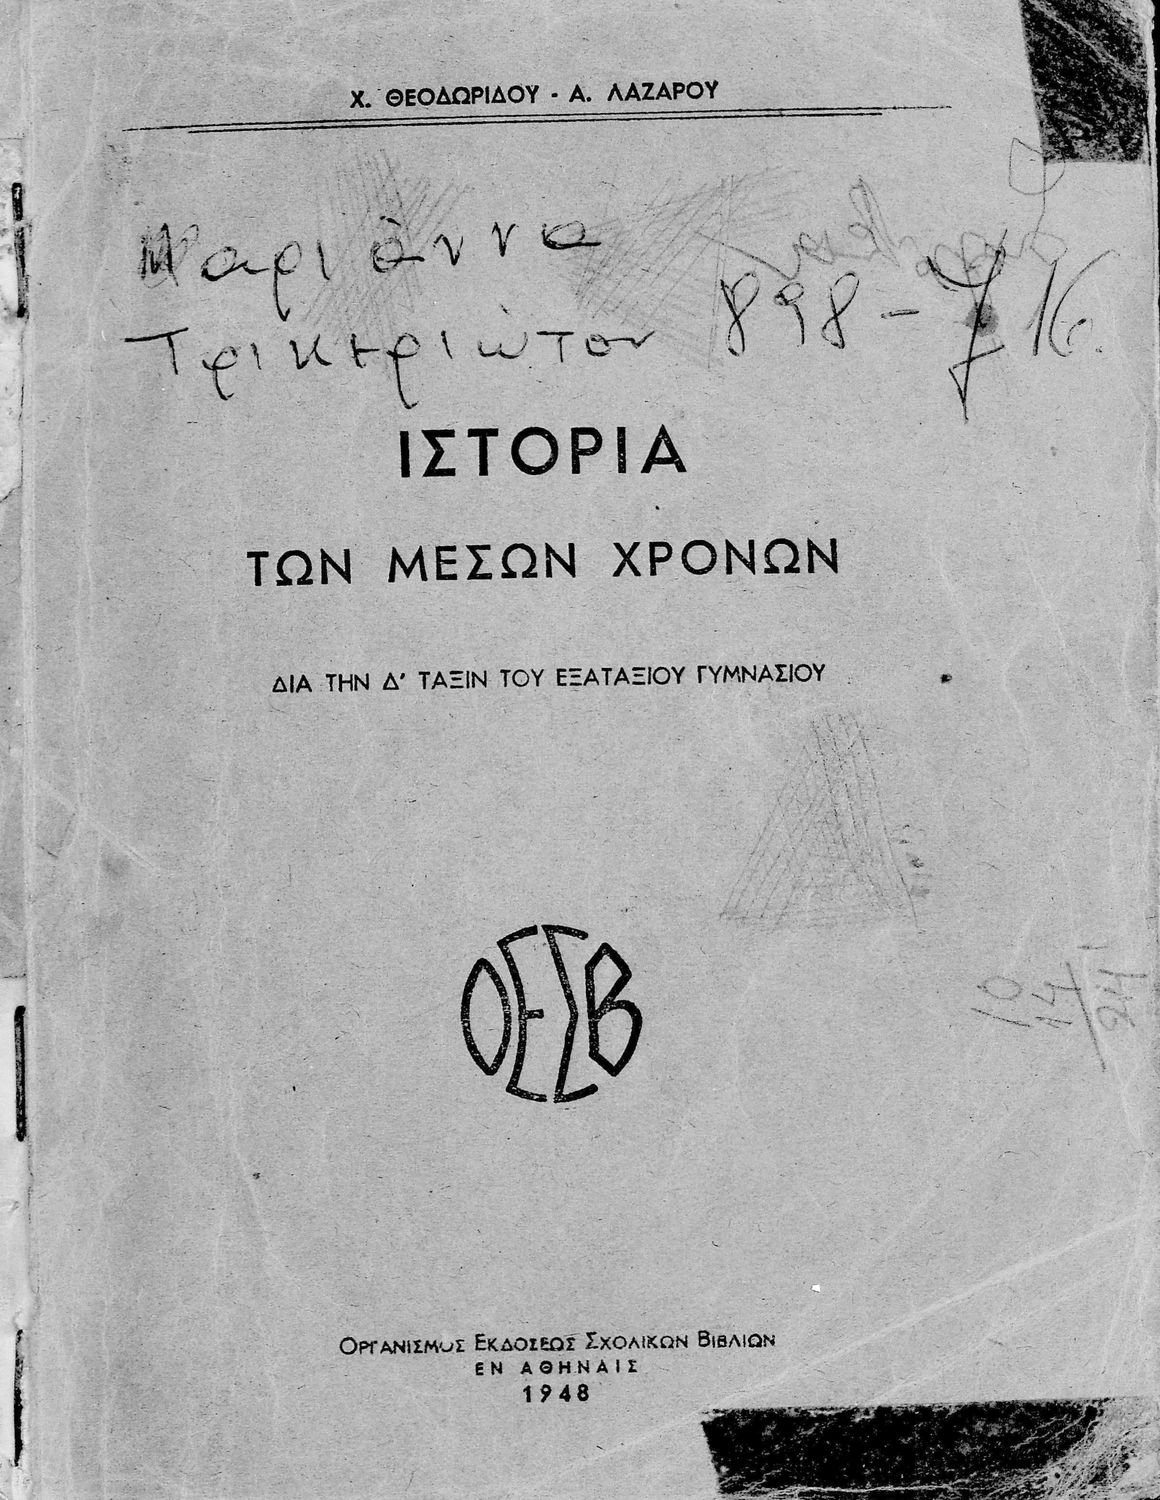 Χ. ΘΕΟΔΩΡΙΔΟΥ - Α. ΛΑΖΑΡΟΥ
Μαριάννα
Τρικκηριώτου 898-716.
ΙΣΤΟΡΙΑ
ΤΩΝ ΜΕΣΩΝ ΧΡΟΝΩΝ
ΔΙΑ ΤΗΝ Δ' ΤΑΞΙΝ ΤΟΥ ΕΞΑΤΑΞΙΟΥ ΓΥΜΝΑΣΙΟΥ
ΟΕΣΒ
ΟΡΓΑΝΙΣΜΟΣ ΕΚΔΟΣΕΩΣ ΣΧΟΛΙΚΩΝ ΒΙΒΛΙΩΝ
ΕΝ ΑΘΗΝΑΙΣ
1948